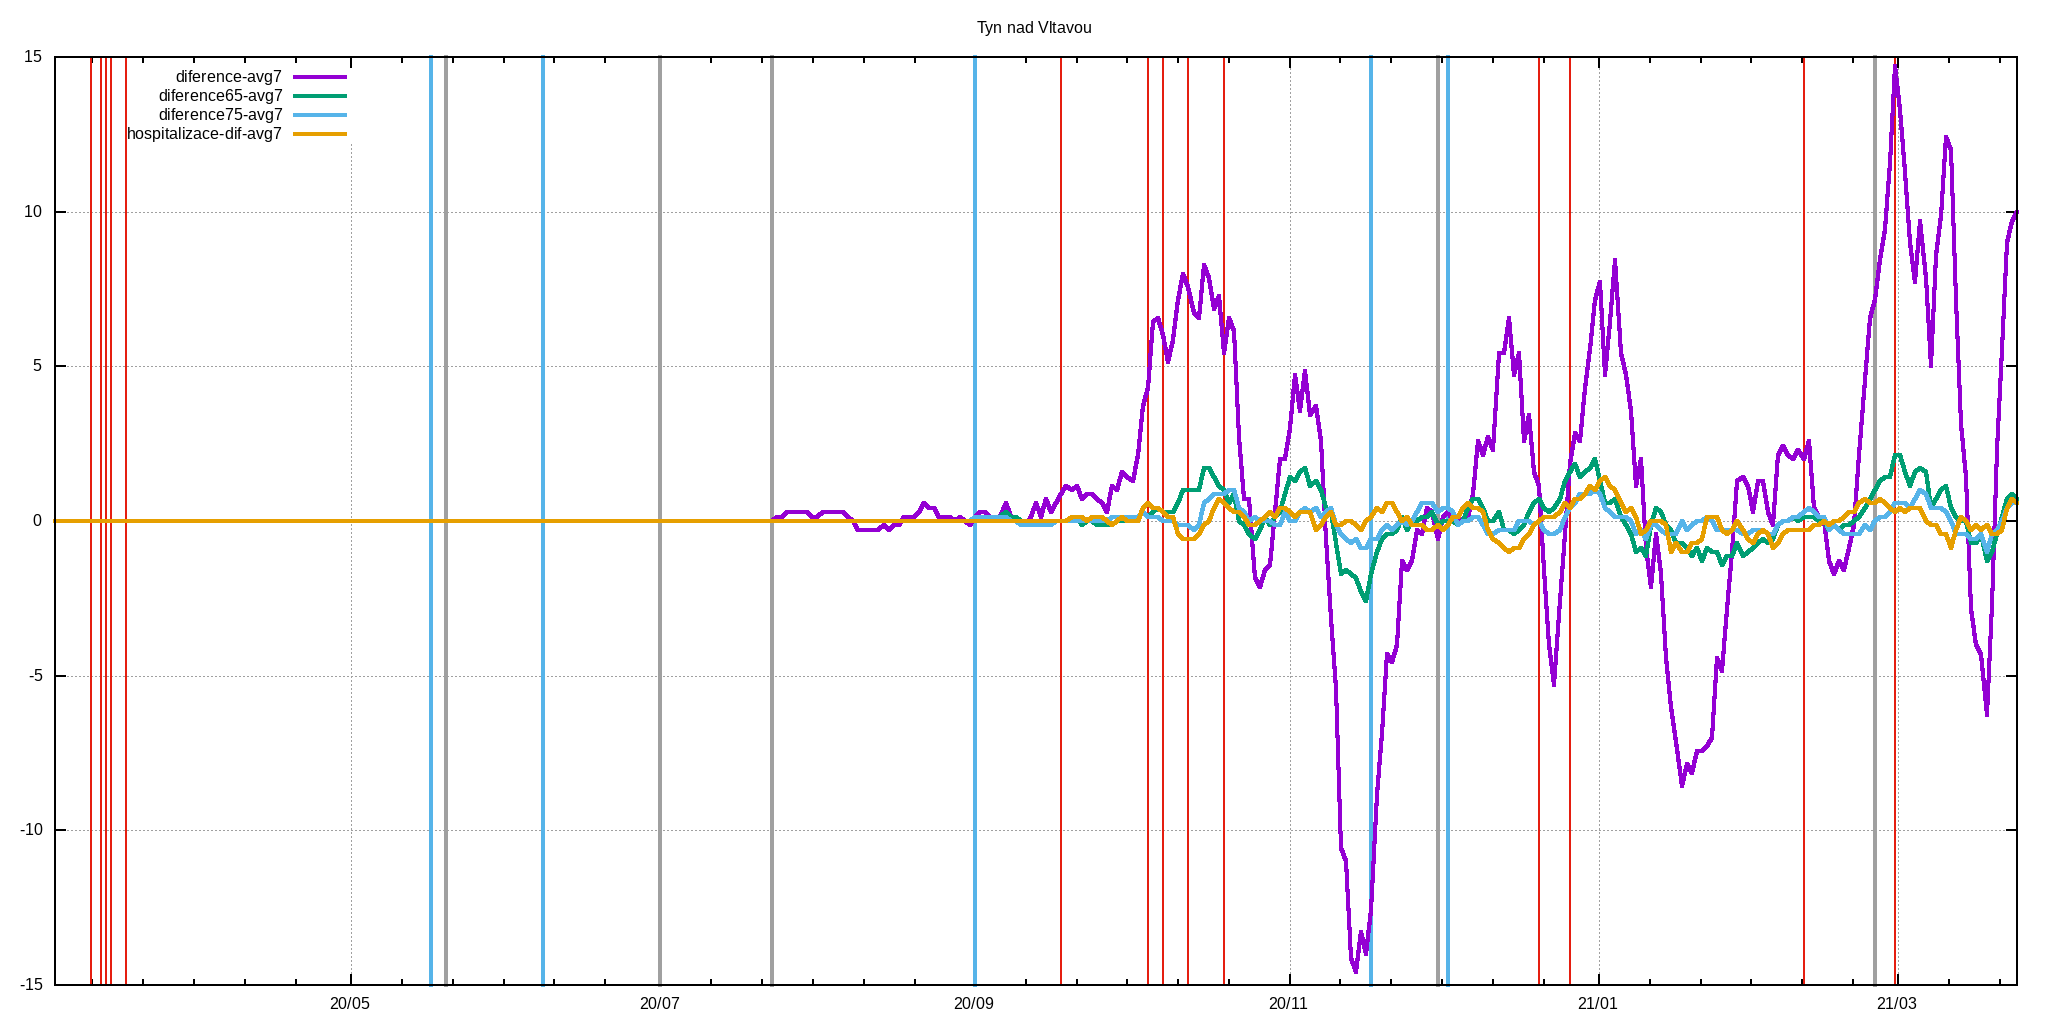 Tyn nad Vltavou
15
10
5
0
-5
-10
-15
diference-avg7
diference65-avg7
diference75-avg7
hospitalizace-dif-avg7
20/05 20/07 20/09 20/11 21/01 21/03